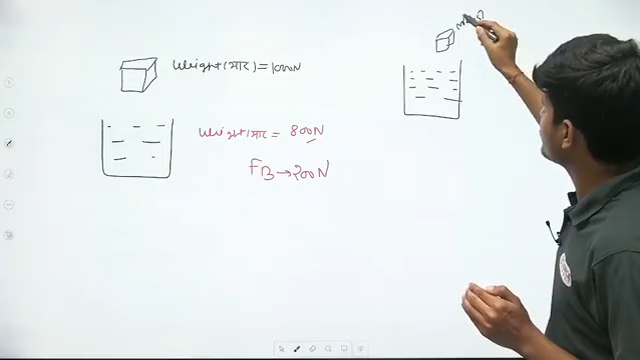 Weight(भार) = 1000N
Weight(भार) = 800N
FB → 200N